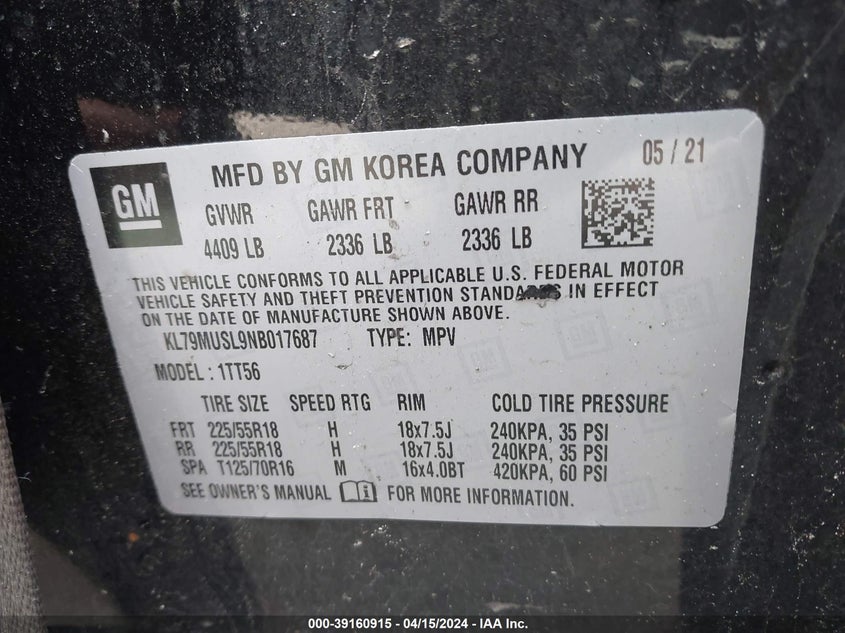 GM
MFD BY GM KOREA COMPANY 05 / 21
GVWR GAWR FRT GAWR RR
4409 LB 2336 LB 2336 LB
THIS VEHICLE CONFORMS TO ALL APPLICABLE U.S. FEDERAL MOTOR
VEHICLE SAFETY AND THEFT PREVENTION STANDARDS IN EFFECT
ON THE DATE OF MANUFACTURE SHOWN ABOVE.
KL79MUSL9NB017687 TYPE: MPV
MODEL : 1TT56
TIRE SIZE SPEED RTG RIM COLD TIRE PRESSURE
FRT 225/55R18 H 18x7.5J 240KPA, 35 PSI
RR 225/55R18 H 18x7.5J 240KPA, 35 PSI
SPA T125/70R16 M 16x4.0BT 420KPA, 60 PSI
SEE OWNER'S MANUAL FOR MORE INFORMATION.
000-39160915 - 04/15/2024 - IAA Inc.